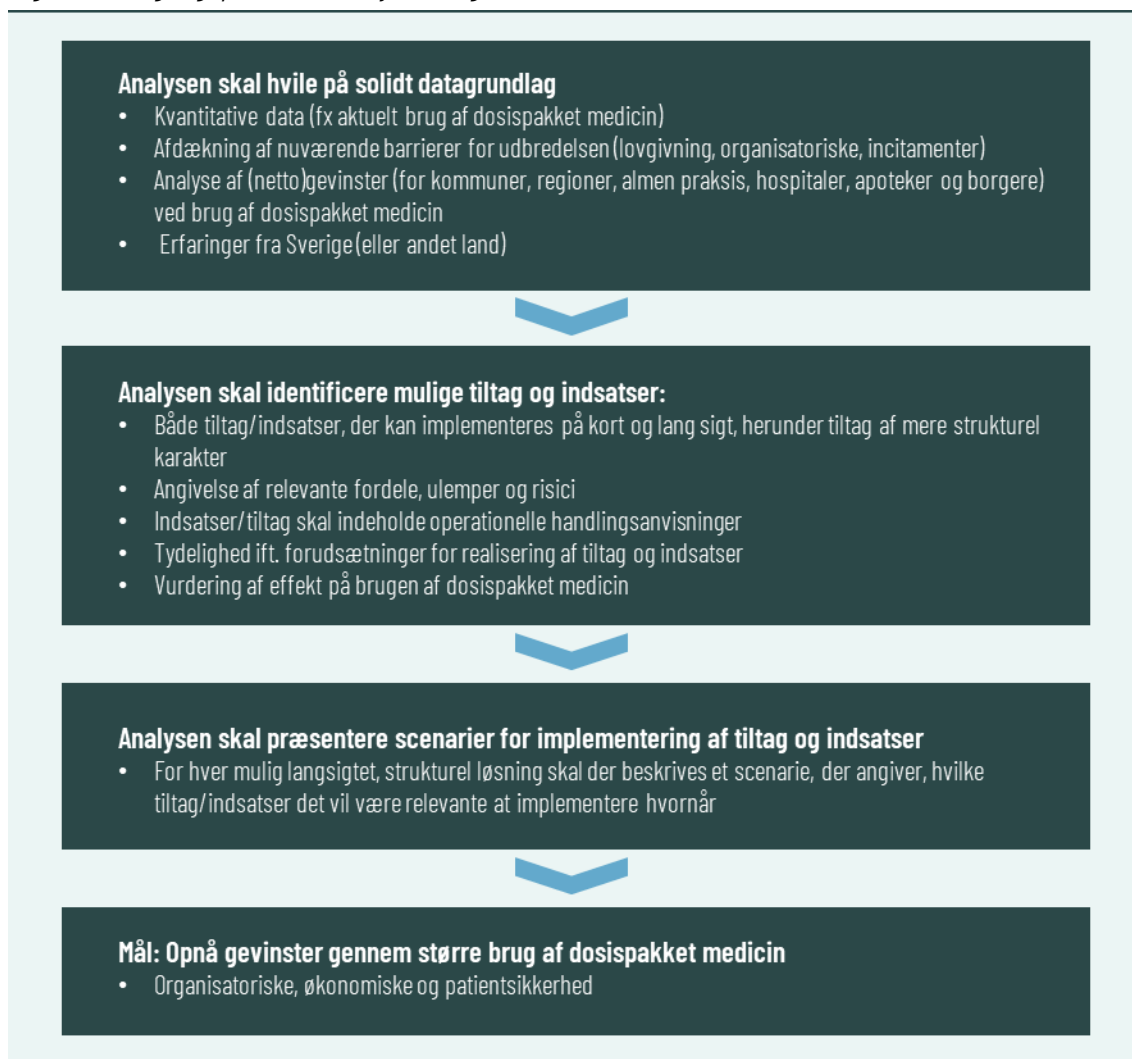 Analysen skal hvile på solidt datagrundlag
• Kvantitative data (fx aktuelt brug af dosispakket medicin)
• Afdækning af nuværende barrierer for udbredelsen (lovgivning, organisatoriske, incitamenter)
• Analyse af (netto)gevinster (for kommuner, regioner, almen praksis, hospitaler, apoteker og borgere)
ved brug af dosispakket medicin
• Erfaringer fra Sverige (eller andet land)
Analysen skal identificere mulige tiltag og indsatser:
• Både tiltag/indsatser, der kan implementeres på kort og lang sigt, herunder tiltag af mere strukturel
karakter
• Angivelse af relevante fordele, ulemper og risici
• Indsatser/tiltag skal indeholde operationelle handlingsanvisninger
• Tydelighed ift. forudsætninger for realisering af tiltag og indsatser
• Vurdering af effekt på brugen af dosispakket medicin
Analysen skal præsentere scenarier for implementering af tiltag og indsatser
• For hver mulig langsigtet, strukturel løsning skal der beskrives et scenarie, der angiver, hvilke
tiltag/indsatser det vil være relevante at implementere hvornår
Mål: Opnå gevinster gennem større brug af dosispakket medicin
• Organisatoriske, økonomiske og patientsikkerhed